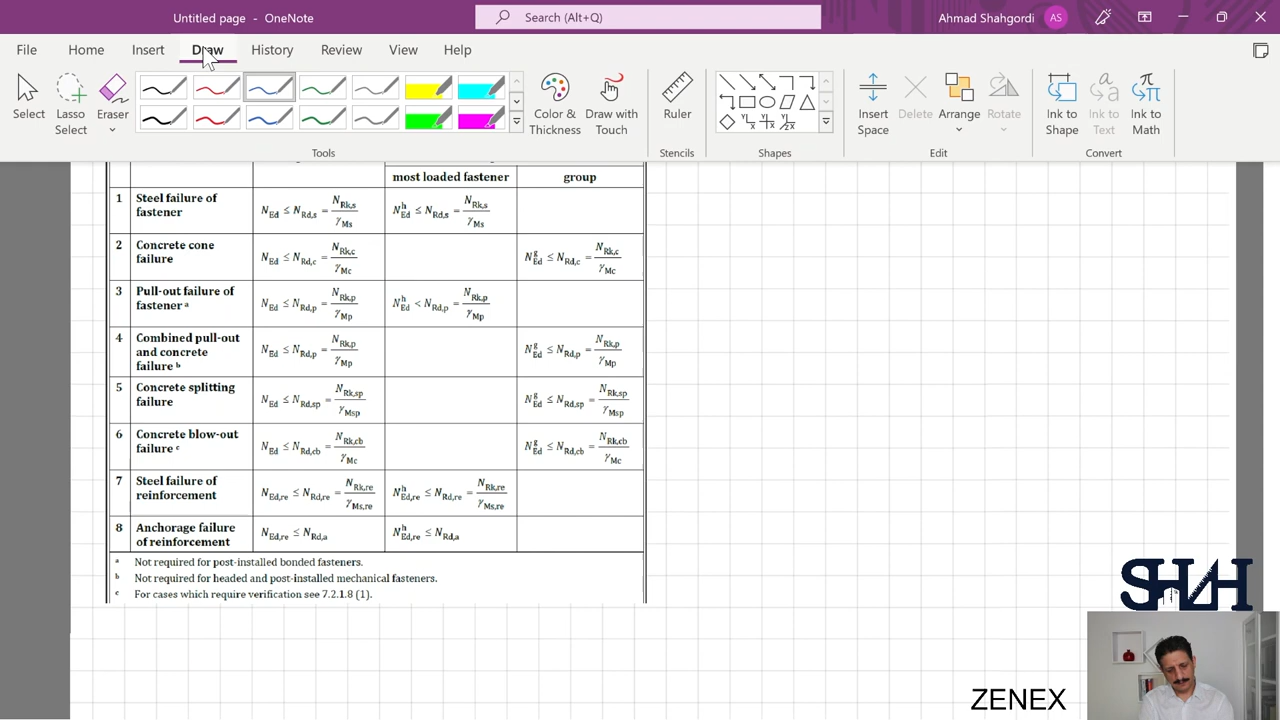 Untitled page - OneNote
Search (Alt+Q)
Ahmad Shahgordi
AS
File Home Insert Draw History Review View Help
Select
Lasso Select
Eraser
Color & Thickness
Draw with Touch
Ruler
Insert Space
Delete
Arrange
Rotate
Ink to Shape
Ink to Text
Ink to Math
Tools
Stencils
Shapes
Edit
Convert
most loaded fastener group
1 Steel failure of fastener N_Ed ≤ N_Rd,s = N_Rk,s / γ_Ms N^h_Ed ≤ N_Rd,s = N_Rk,s / γ_Ms
2 Concrete cone failure N_Ed ≤ N_Rd,c = N_Rk,c / γ_Mc N^g_Ed ≤ N_Rd,c = N_Rk,c / γ_Mc
3 Pull-out failure of fastener a N_Ed ≤ N_Rd,p = N_Rk,p / γ_Mp N^h_Ed < N_Rd,p = N_Rk,p / γ_Mp
4 Combined pull-out and concrete failure b N_Ed ≤ N_Rd,p = N_Rk,p / γ_Mp N^g_Ed ≤ N_Rd,p = N_Rk,p / γ_Mp
5 Concrete splitting failure N_Ed ≤ N_Rd,sp = N_Rk,sp / γ_Msp N^g_Ed ≤ N_Rd,sp = N_Rk,sp / γ_Msp
6 Concrete blow-out failure c N_Ed ≤ N_Rd,cb = N_Rk,cb / γ_Mc N^g_Ed ≤ N_Rd,cb = N_Rk,cb / γ_Mc
7 Steel failure of reinforcement N_Ed,re ≤ N_Rd,re = N_Rk,re / γ_Ms,re N^h_Ed,re ≤ N_Rd,re = N_Rk,re / γ_Ms,re
8 Anchorage failure of reinforcement N_Ed,re ≤ N_Rd,a N^h_Ed,re ≤ N_Rd,a
a Not required for post-installed bonded fasteners.
b Not required for headed and post-installed mechanical fasteners.
c For cases which require verification see 7.2.1.8 (1).
ZENEX